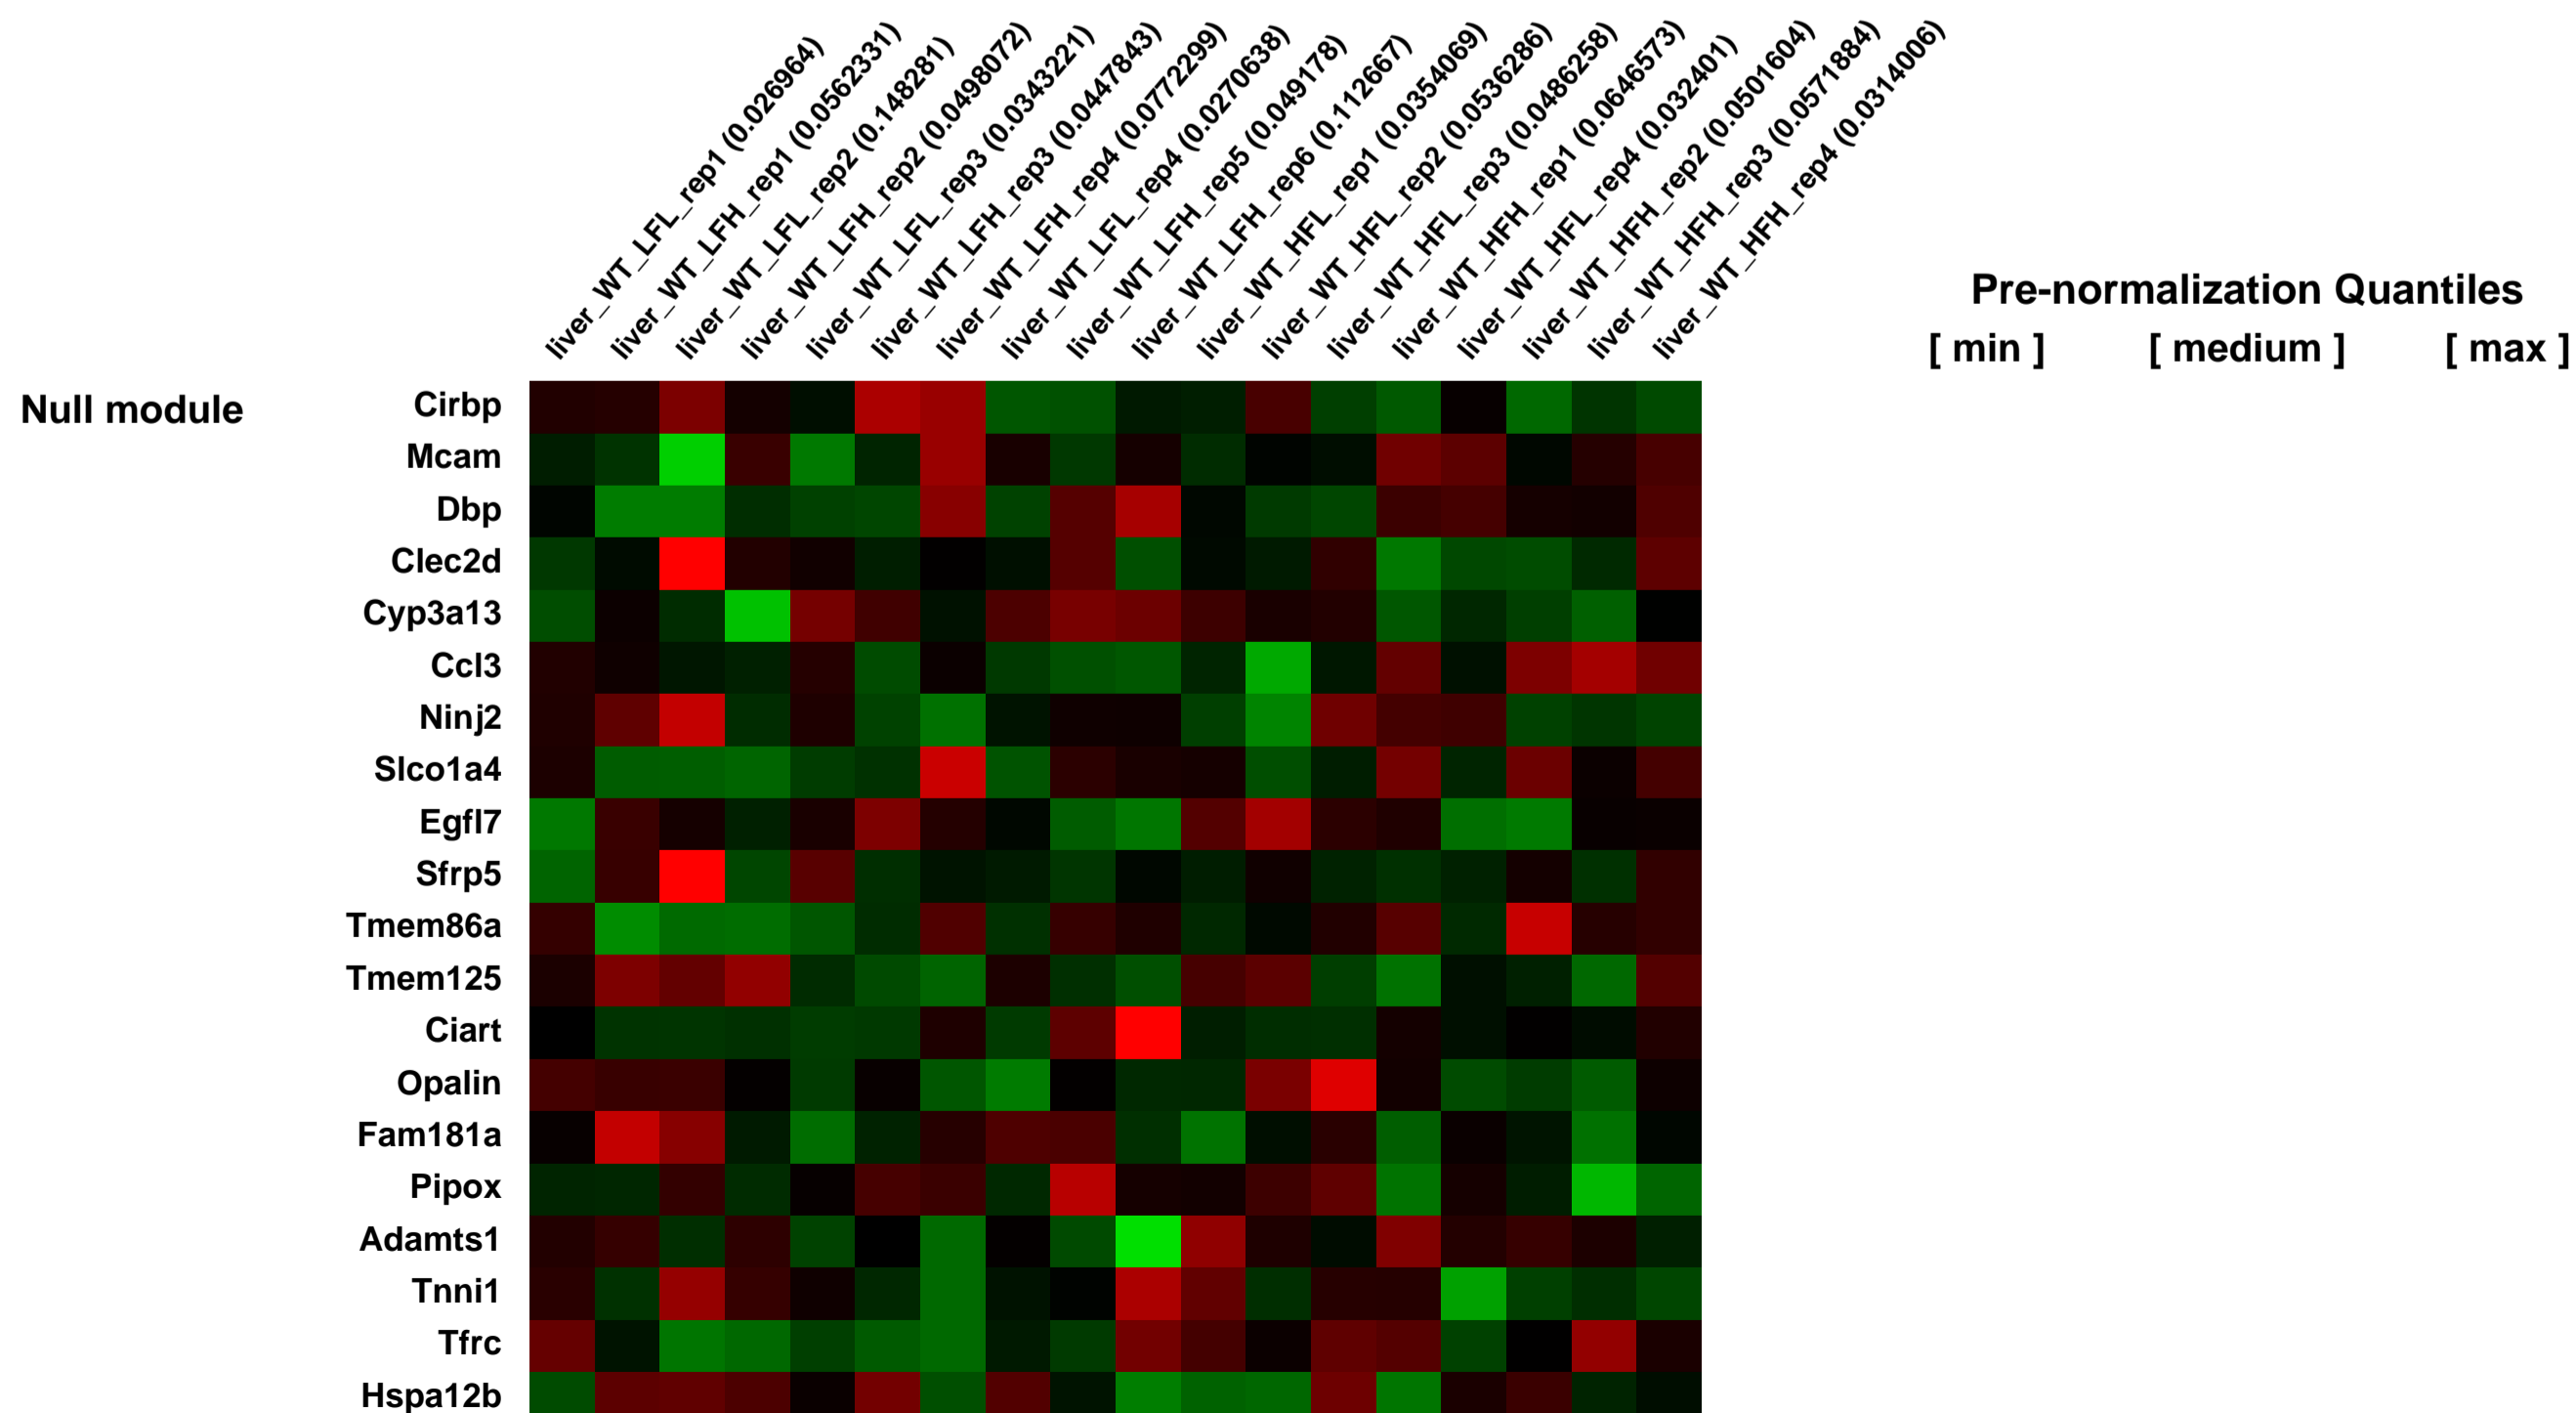 liver_WT_LFL_rep1 (0.026964)
liver_WT_LFH_rep1 (0.0562331)
liver_WT_LFL_rep2 (0.148281)
liver_WT_LFH_rep2 (0.0498072)
liver_WT_LFL_rep3 (0.0343221)
liver_WT_LFH_rep3 (0.0447843)
liver_WT_LFH_rep4 (0.0772299)
liver_WT_LFL_rep4 (0.0270638)
liver_WT_LFH_rep5 (0.049178)
liver_WT_LFH_rep6 (0.112667)
liver_WT_HFL_rep1 (0.0354069)
liver_WT_HFL_rep2 (0.0536286)
liver_WT_HFL_rep3 (0.0486258)
liver_WT_HFH_rep1 (0.0646573)
liver_WT_HFL_rep4 (0.032401)
liver_WT_HFH_rep2 (0.0501604)
liver_WT_HFH_rep3 (0.0571884)
liver_WT_HFH_rep4 (0.0314006)
Pre-normalization Quantiles
[ min ] [ medium ] [ max ]
Null module
Cirbp
Mcam
Dbp
Clec2d
Cyp3a13
Ccl3
Ninj2
Slco1a4
Egfl7
Sfrp5
Tmem86a
Tmem125
Ciart
Opalin
Fam181a
Pipox
Adamts1
Tnni1
Tfrc
Hspa12b